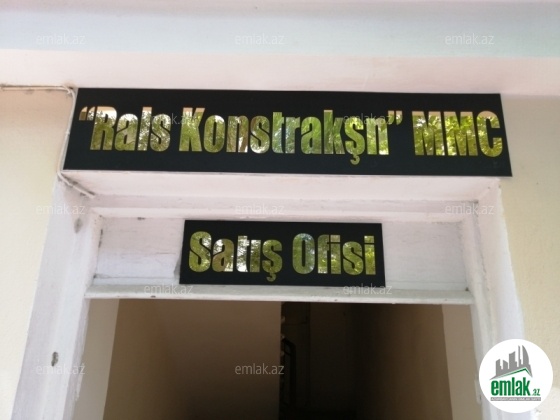 "Rals Konstrakşn" MMC
Satış Ofisi
emlak.az